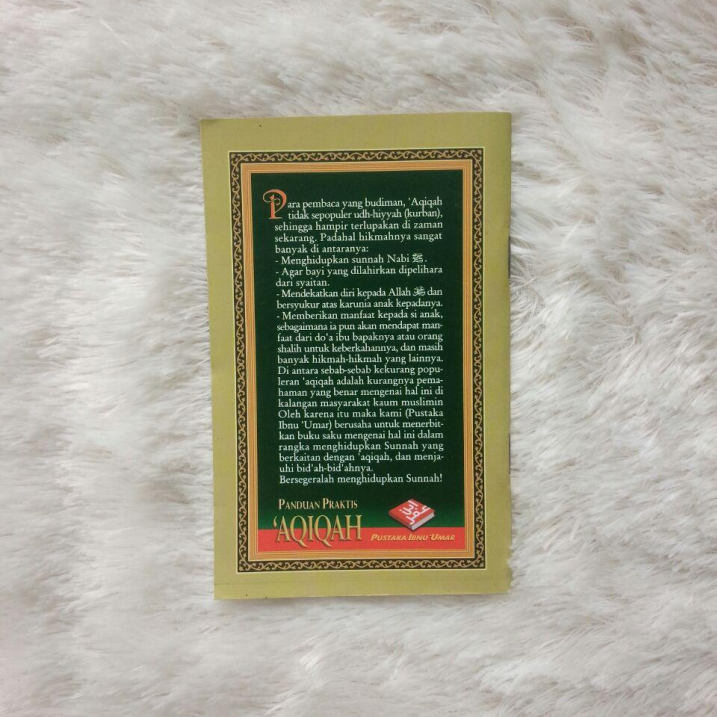 Para pembaca yang budiman, 'Aqiqah
tidak sepopuler udh-hiyyah (kurban),
sehingga hampir terlupakan di zaman
sekarang. Padahal hikmahnya sangat
banyak di antaranya:
- Menghidupkan sunnah Nabi ﷺ.
- Agar bayi yang dilahirkan dipelihara
dari syaitan.
- Mendekatkan diri kepada Allah dan
bersyukur atas karunia anak kepadanya.
- Memberikan manfaat kepada si anak,
sebagaimana ia pun akan mendapat man-
faat dari do'a ibu bapaknya atau orang
shalih untuk keberkahannya, dan masih
banyak hikmah-hikmah yang lainnya.
Di antara sebab-sebab kekurang popu-
leran 'aqiqah adalah kurangnya pema-
haman yang benar mengenai hal ini di
kalangan masyarakat kaum muslimin
Oleh karena itu maka kami (Pustaka
Ibnu 'Umar) berusaha untuk menerbit-
kan buku saku mengenai hal ini dalam
rangka menghidupkan Sunnah yang
berkaitan dengan 'aqiqah, dan menja-
uhi bid'ah-bid'ahnya.
Bersegeralah menghidupkan Sunnah!
PANDUAN PRAKTIS
'AQIQAH
PUSTAKA IBNU 'UMAR